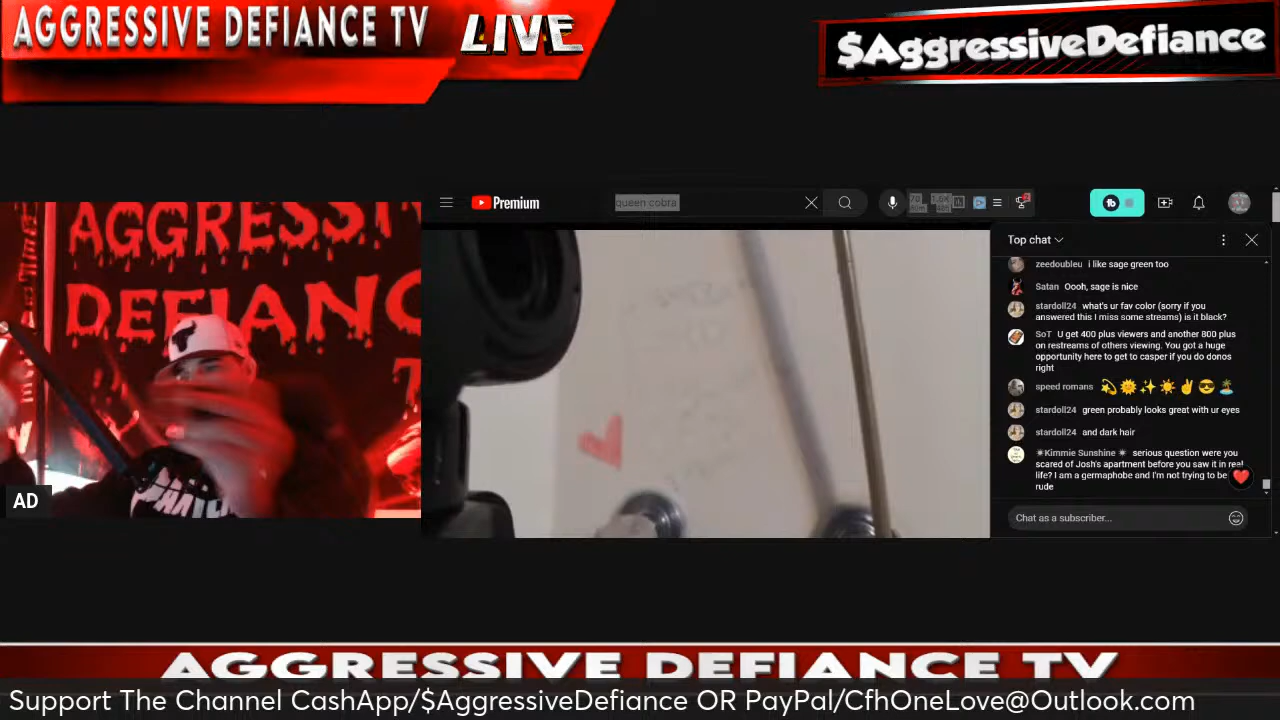 AGGRESSIVE DEFIANCE TV
LIVE
$AggressiveDefiance
AGGRESSIV
DEFIANC
T
AD
Premium
queen cobra
Top chat
zeedoubleu i like sage green too
Satan Oooh, sage is nice
stardoll24 what's ur fav color (sorry if you
answered this I miss some streams) is it black?
SoT U get 400 plus viewers and another 800 plus
on restreams of others viewing. You got a huge
opportunity here to get to casper if you do donos
right
speed romans 💫🌞✨☀️✌️😎🏝️
stardoll24 green probably looks great with ur eyes
stardoll24 and dark hair
☀Kimmie Sunshine☀ serious question were you
scared of Josh's apartment before you saw it in real
life? I am a germaphobe and I'm not trying to be
rude
Chat as a subscriber...
AGGRESSIVE DEFIANCE TV
Support The Channel CashApp/$AggressiveDefiance OR PayPal/CfhOneLove@Outlook.com